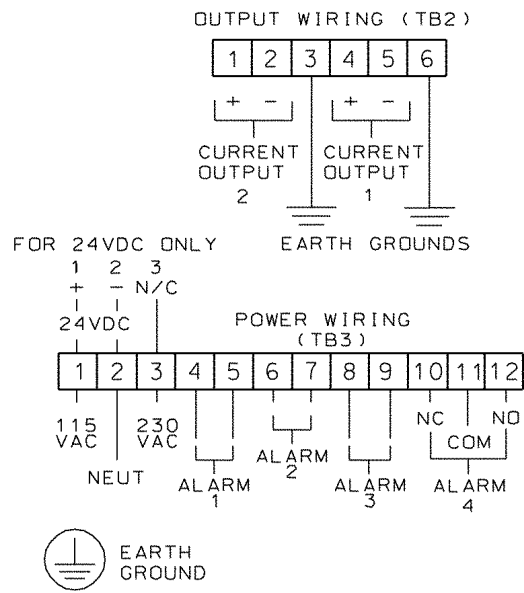 OUTPUT WIRING (TB2)
1 2 3 4 5 6
+ - + -
CURRENT OUTPUT 2
CURRENT OUTPUT 1
EARTH GROUNDS
FOR 24VDC ONLY
1 2 3
+ - N/C
24VDC
POWER WIRING
(TB3)
1 2 3 4 5 6 7 8 9 10 11 12
115 VAC
NEUT
230 VAC
ALARM 1
ALARM 2
ALARM 3
NC
COM
NO
ALARM 4
EARTH
GROUND